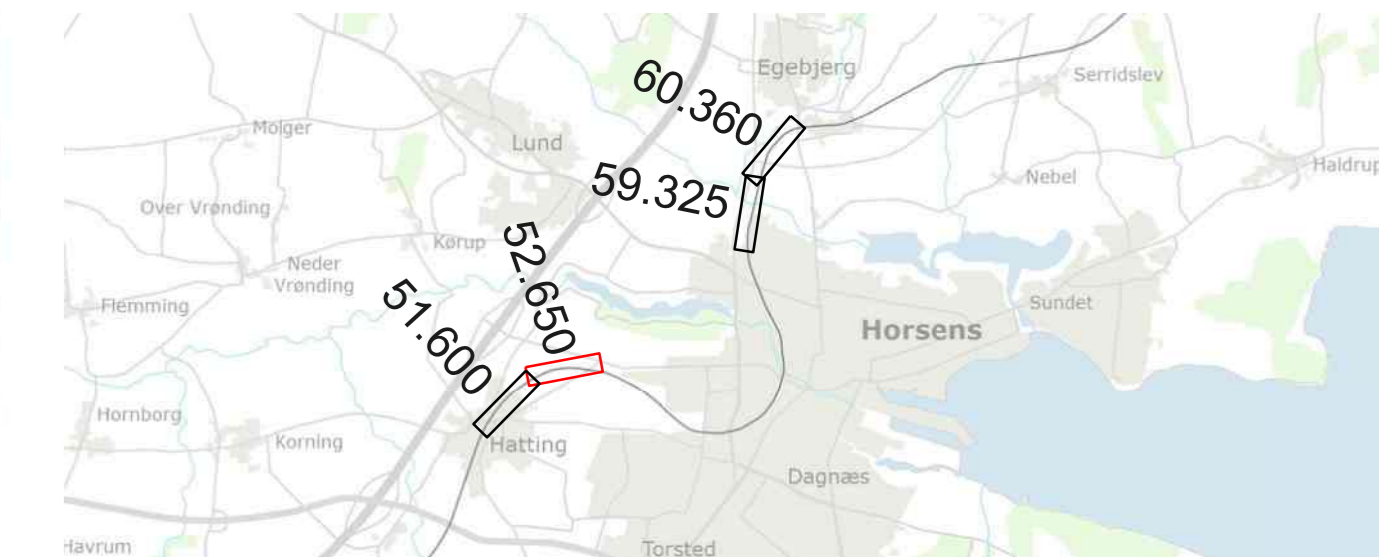 Egebjerg
Serridslev
60.360
Mølger
Lund
Haldrup
Nebel
59.325
Over Vrønding
Kørup
52.650
Neder
Vrønding
Flemming
51.600
Sundet
Horsens
Hornborg
Korning
Hatting
Dagnæs
Havrum
Torsted